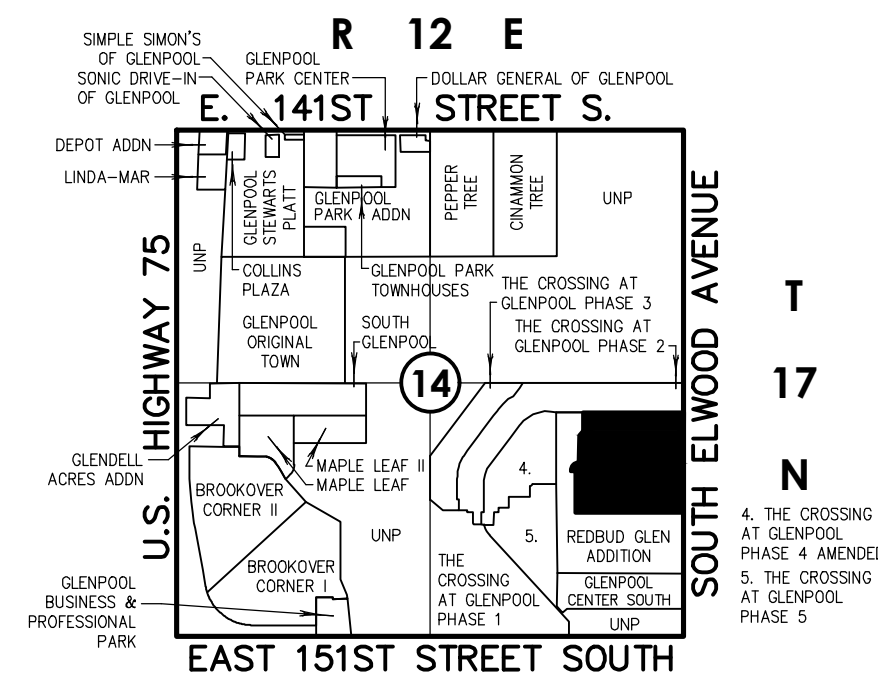 R 12 E
SIMPLE SIMON'S
OF GLENPOOL
SONIC DRIVE-IN
OF GLENPOOL
GLENPOOL
PARK CENTER
DOLLAR GENERAL OF GLENPOOL
E. 141ST STREET S.
DEPOT ADDN
LINDA-MAR
UNP
GLENPOOL
STEWARTS
PLATT
GLENPOOL
PARK ADDN
PEPPER
TREE
CINAMMON
TREE
UNP
COLLINS
PLAZA
GLENPOOL PARK
TOWNHOUSES
THE CROSSING AT
GLENPOOL PHASE 3
THE CROSSING AT
GLENPOOL PHASE 2
GLENPOOL
ORIGINAL
TOWN
SOUTH
GLENPOOL
14
U.S. HIGHWAY 75
SOUTH ELWOOD AVENUE
T
17
N
GLENDELL
ACRES ADDN
MAPLE LEAF II
MAPLE LEAF
BROOKOVER
CORNER II
BROOKOVER
CORNER I
UNP
4.
5.
THE
CROSSING
AT GLENPOOL
PHASE 1
REDBUD GLEN
ADDITION
GLENPOOL
CENTER SOUTH
UNP
GLENPOOL
BUSINESS &
PROFESSIONAL
PARK
4. THE CROSSING
AT GLENPOOL
PHASE 4 AMENDED
5. THE CROSSING
AT GLENPOOL
PHASE 5
EAST 151ST STREET SOUTH